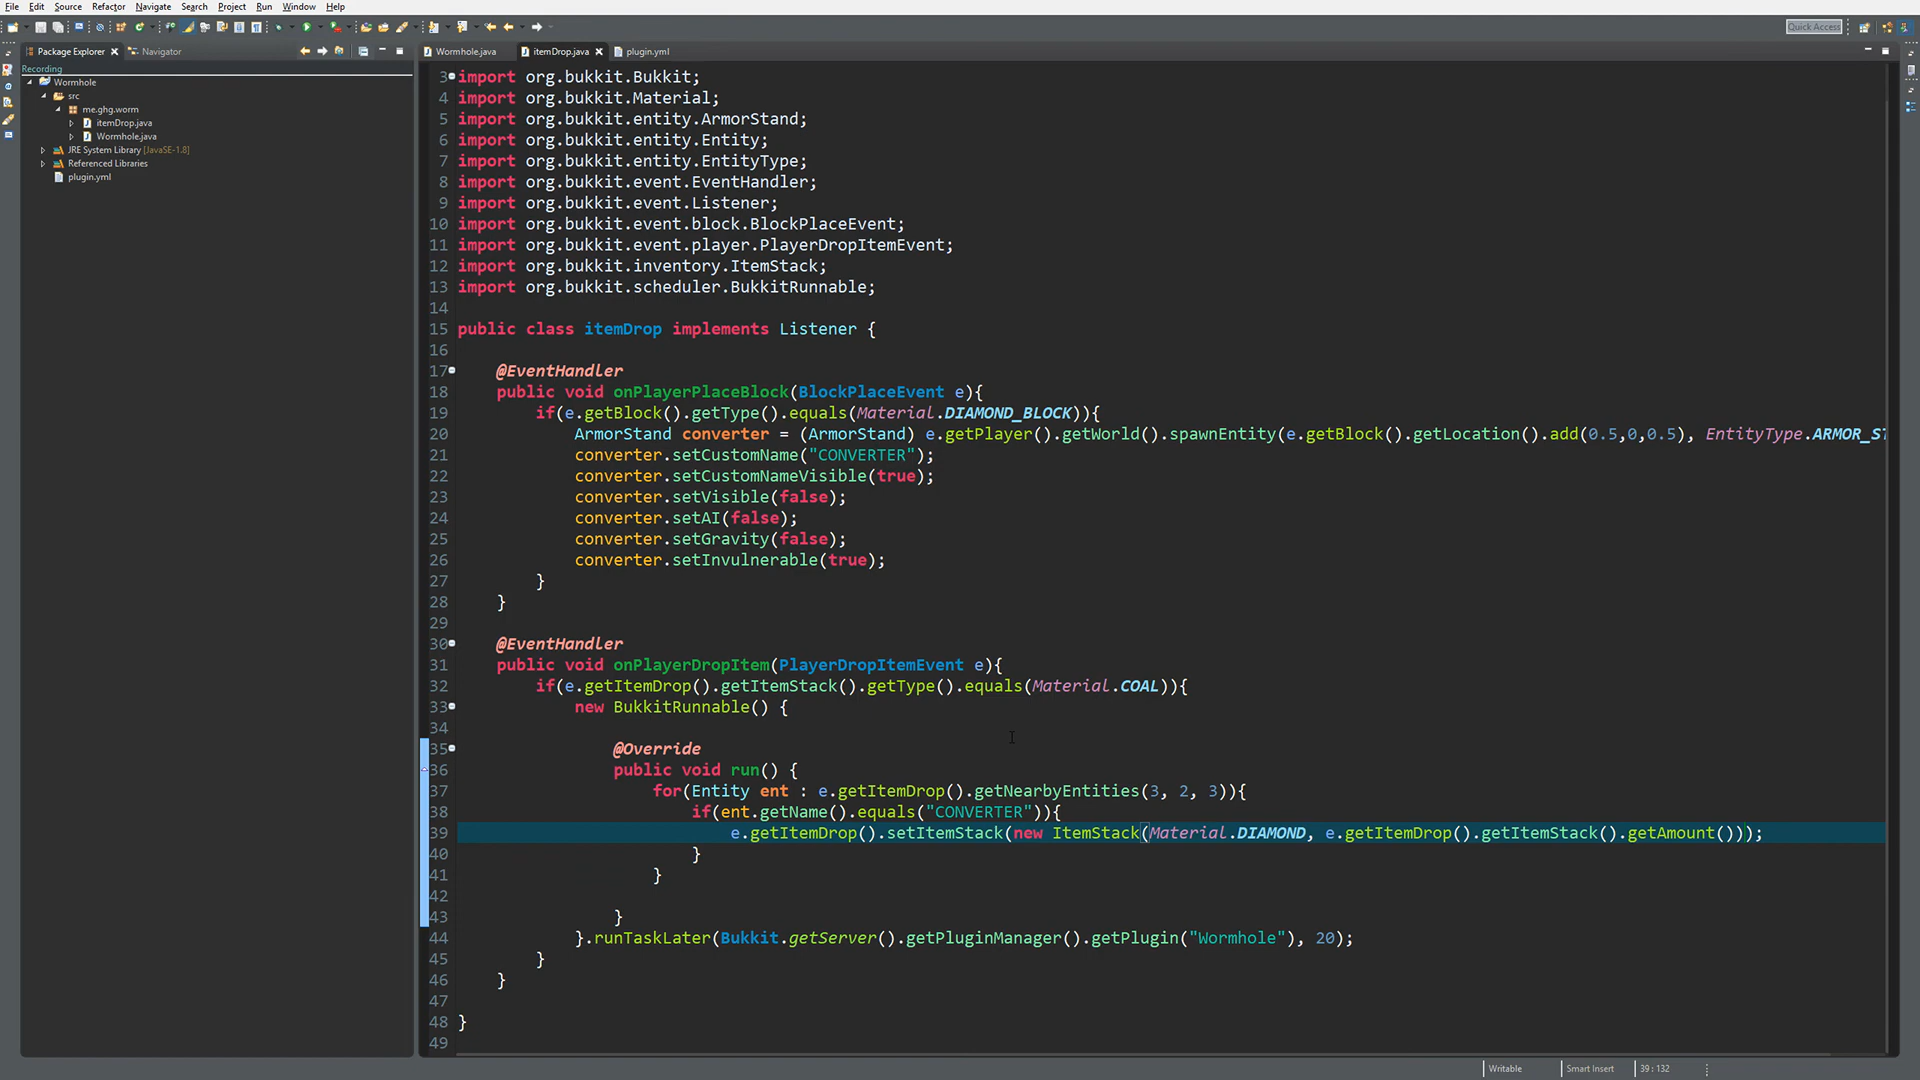 File Edit Source Refactor Navigate Search Project Run Window Help
Quick Access
Package Explorer Navigator
Recording
Wormhole
src
me.ghg.worm
itemDrop.java
Wormhole.java
JRE System Library [JavaSE-1.8]
Referenced Libraries
plugin.yml
Wormhole.java itemDrop.java plugin.yml
3 import org.bukkit.Bukkit;
4 import org.bukkit.Material;
5 import org.bukkit.entity.ArmorStand;
6 import org.bukkit.entity.Entity;
7 import org.bukkit.entity.EntityType;
8 import org.bukkit.event.EventHandler;
9 import org.bukkit.event.Listener;
10 import org.bukkit.event.block.BlockPlaceEvent;
11 import org.bukkit.event.player.PlayerDropItemEvent;
12 import org.bukkit.inventory.ItemStack;
13 import org.bukkit.scheduler.BukkitRunnable;
14
15 public class itemDrop implements Listener {
16
17 @EventHandler
18 public void onPlayerPlaceBlock(BlockPlaceEvent e){
19 if(e.getBlock().getType().equals(Material.DIAMOND_BLOCK)){
20 ArmorStand converter = (ArmorStand) e.getPlayer().getWorld().spawnEntity(e.getBlock().getLocation().add(0.5,0,0.5), EntityType.ARMOR_ST
21 converter.setCustomName("CONVERTER");
22 converter.setCustomNameVisible(true);
23 converter.setVisible(false);
24 converter.setAI(false);
25 converter.setGravity(false);
26 converter.setInvulnerable(true);
27 }
28 }
29
30 @EventHandler
31 public void onPlayerDropItem(PlayerDropItemEvent e){
32 if(e.getItemDrop().getItemStack().getType().equals(Material.COAL)){
33 new BukkitRunnable() {
34
35 @Override
36 public void run() {
37 for(Entity ent : e.getItemDrop().getNearbyEntities(3, 2, 3)){
38 if(ent.getName().equals("CONVERTER")){
39 e.getItemDrop().setItemStack(new ItemStack(Material.DIAMOND, e.getItemDrop().getItemStack().getAmount()));
40 }
41 }
42
43 }
44 }.runTaskLater(Bukkit.getServer().getPluginManager().getPlugin("Wormhole"), 20);
45 }
46 }
47
48 }
49
Writable Smart Insert 39 : 132